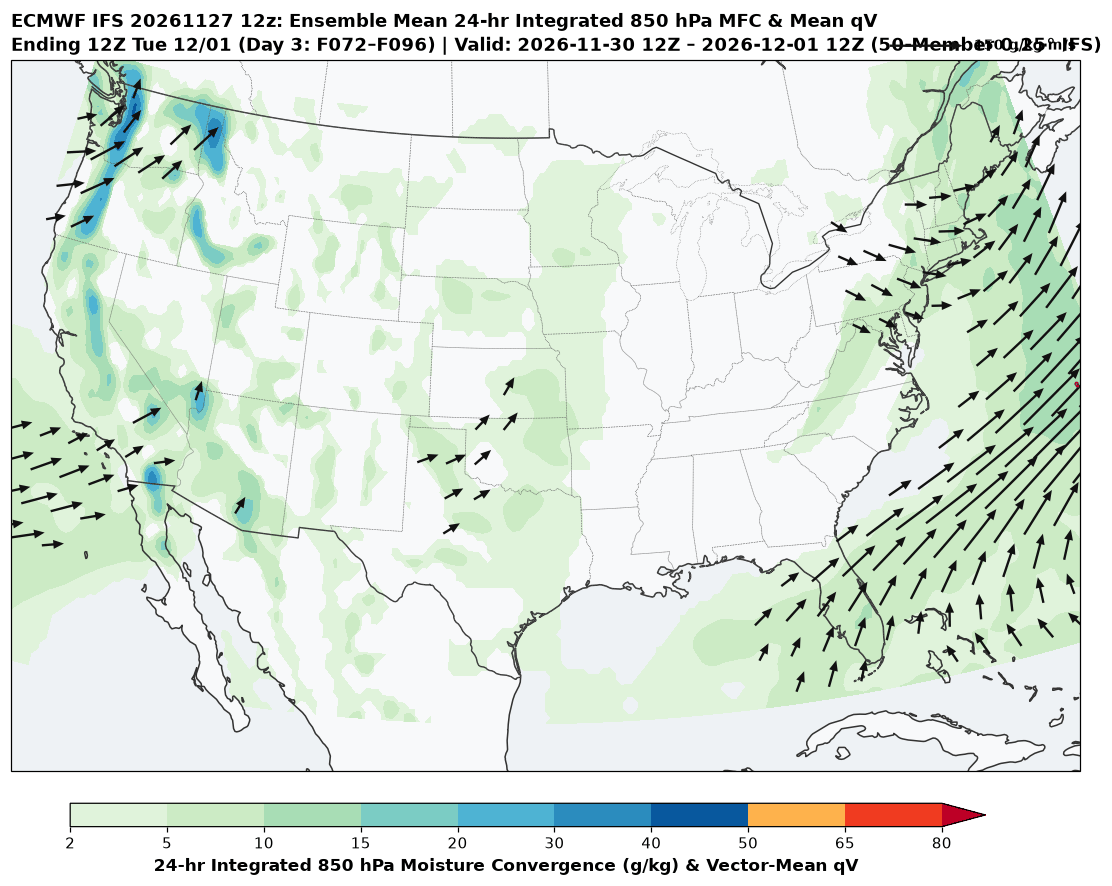 ECMWF IFS 20261127 12z: Ensemble Mean 24-hr Integrated 850 hPa MFC & Mean qV
Ending 12Z Tue 12/01 (Day 3: F072–F096) | Valid: 2026-11-30 12Z – 2026-12-01 12Z (50-Member 0.25° IFS)
150 g/kg·m/s
2 5 10 15 20 30 40 50 65 80
24-hr Integrated 850 hPa Moisture Convergence (g/kg) & Vector-Mean qV